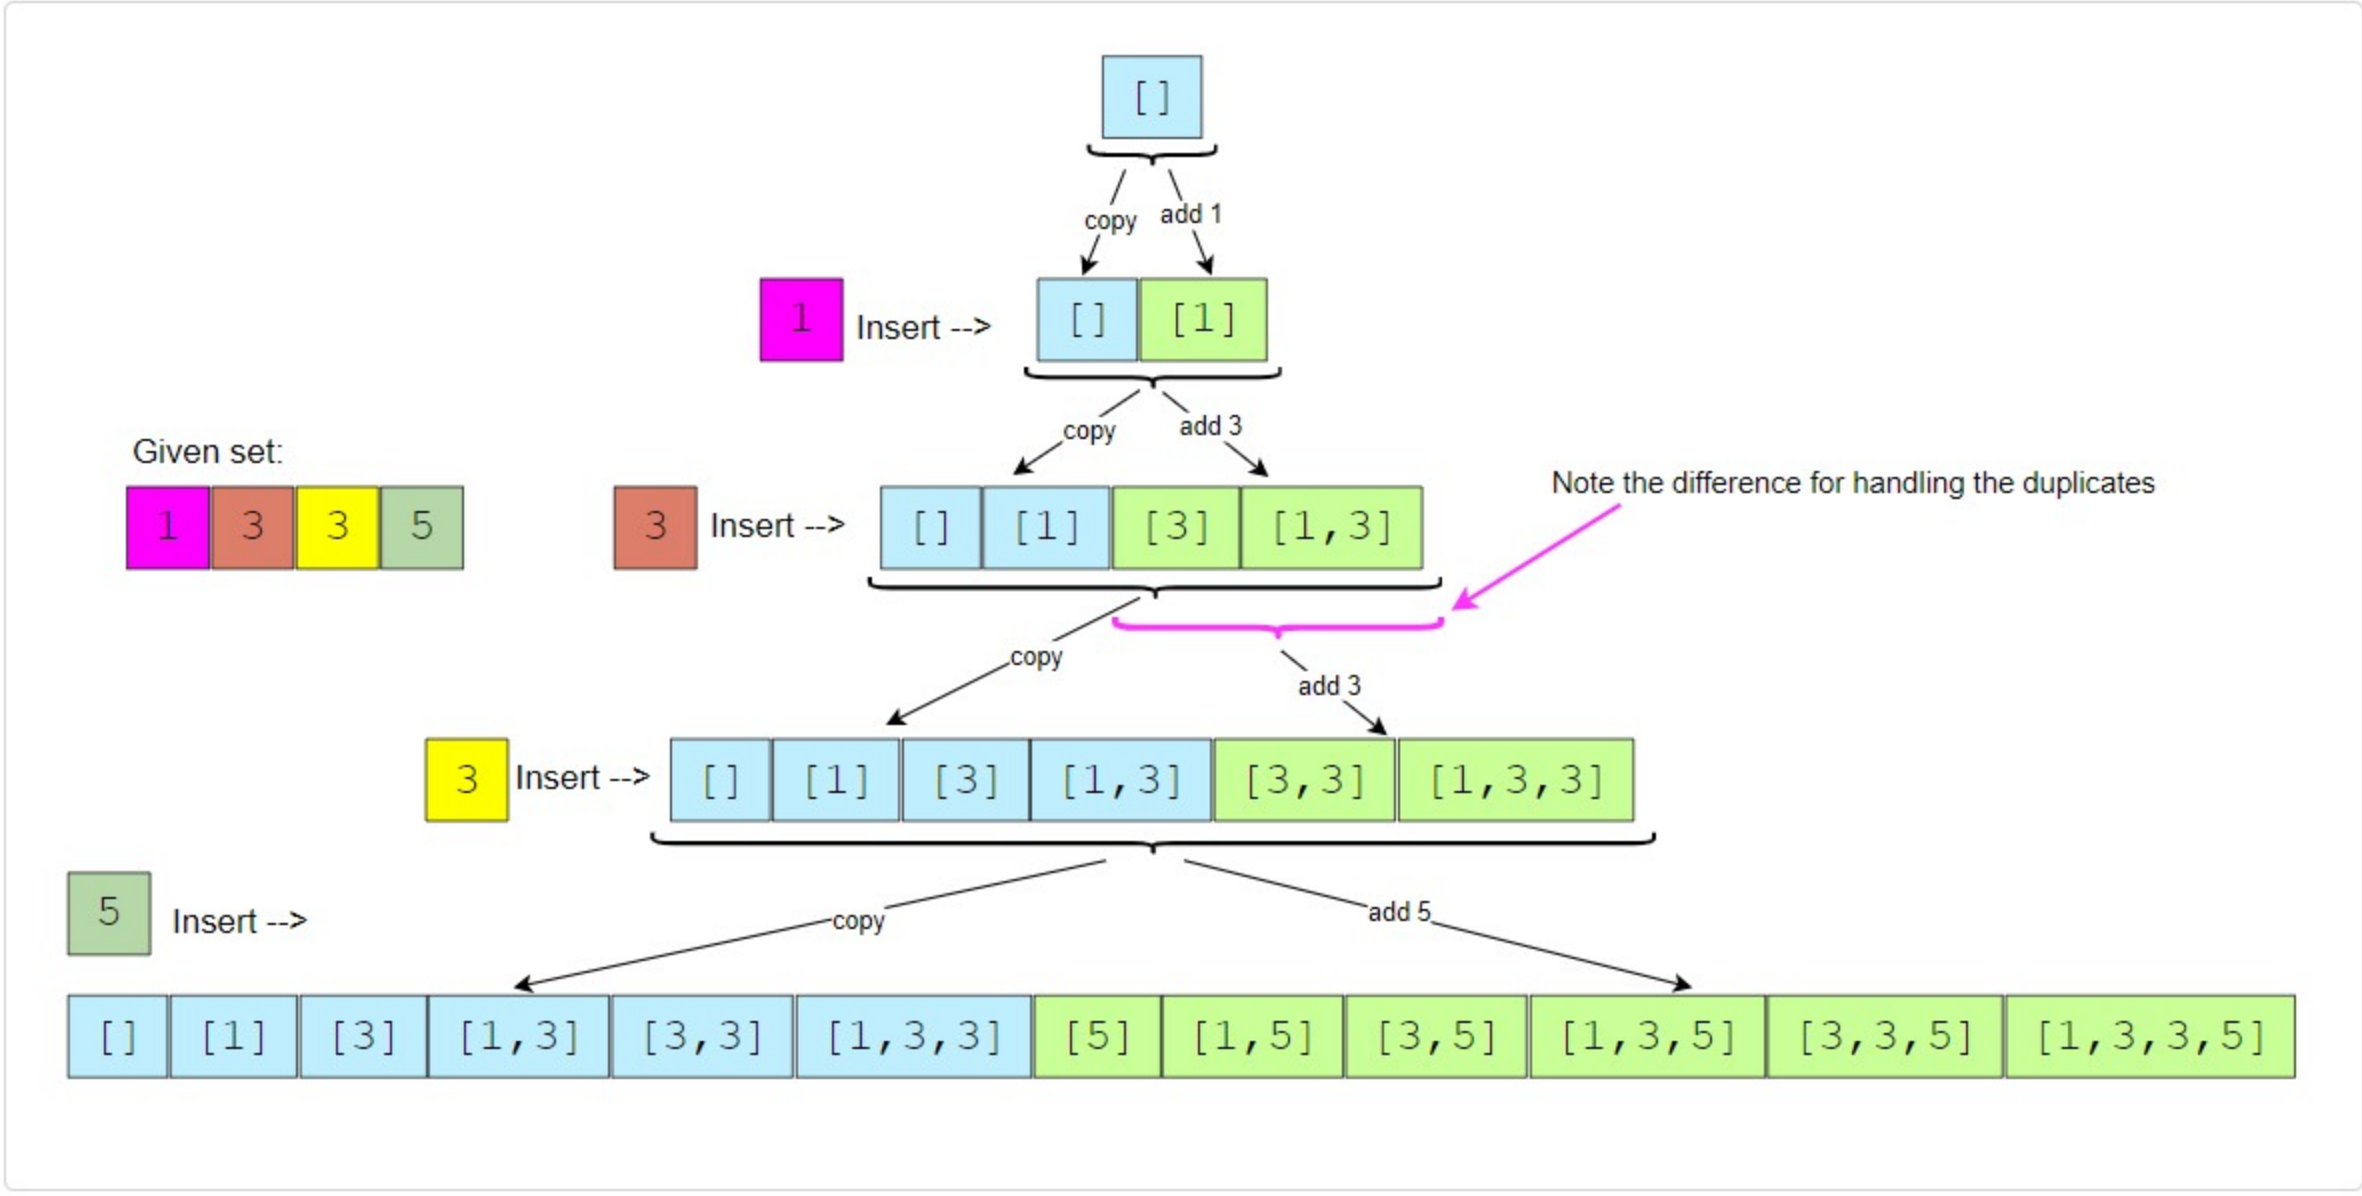 []
copy add 1
1 Insert --> [] [1]
copy add 3
Given set:
1 3 3 5
3 Insert --> [] [1] [3] [1,3]
Note the difference for handling the duplicates
copy
add 3
3 Insert --> [] [1] [3] [1,3] [3,3] [1,3,3]
5 Insert -->
copy add 5
[] [1] [3] [1,3] [3,3] [1,3,3] [5] [1,5] [3,5] [1,3,5] [3,3,5] [1,3,3,5]